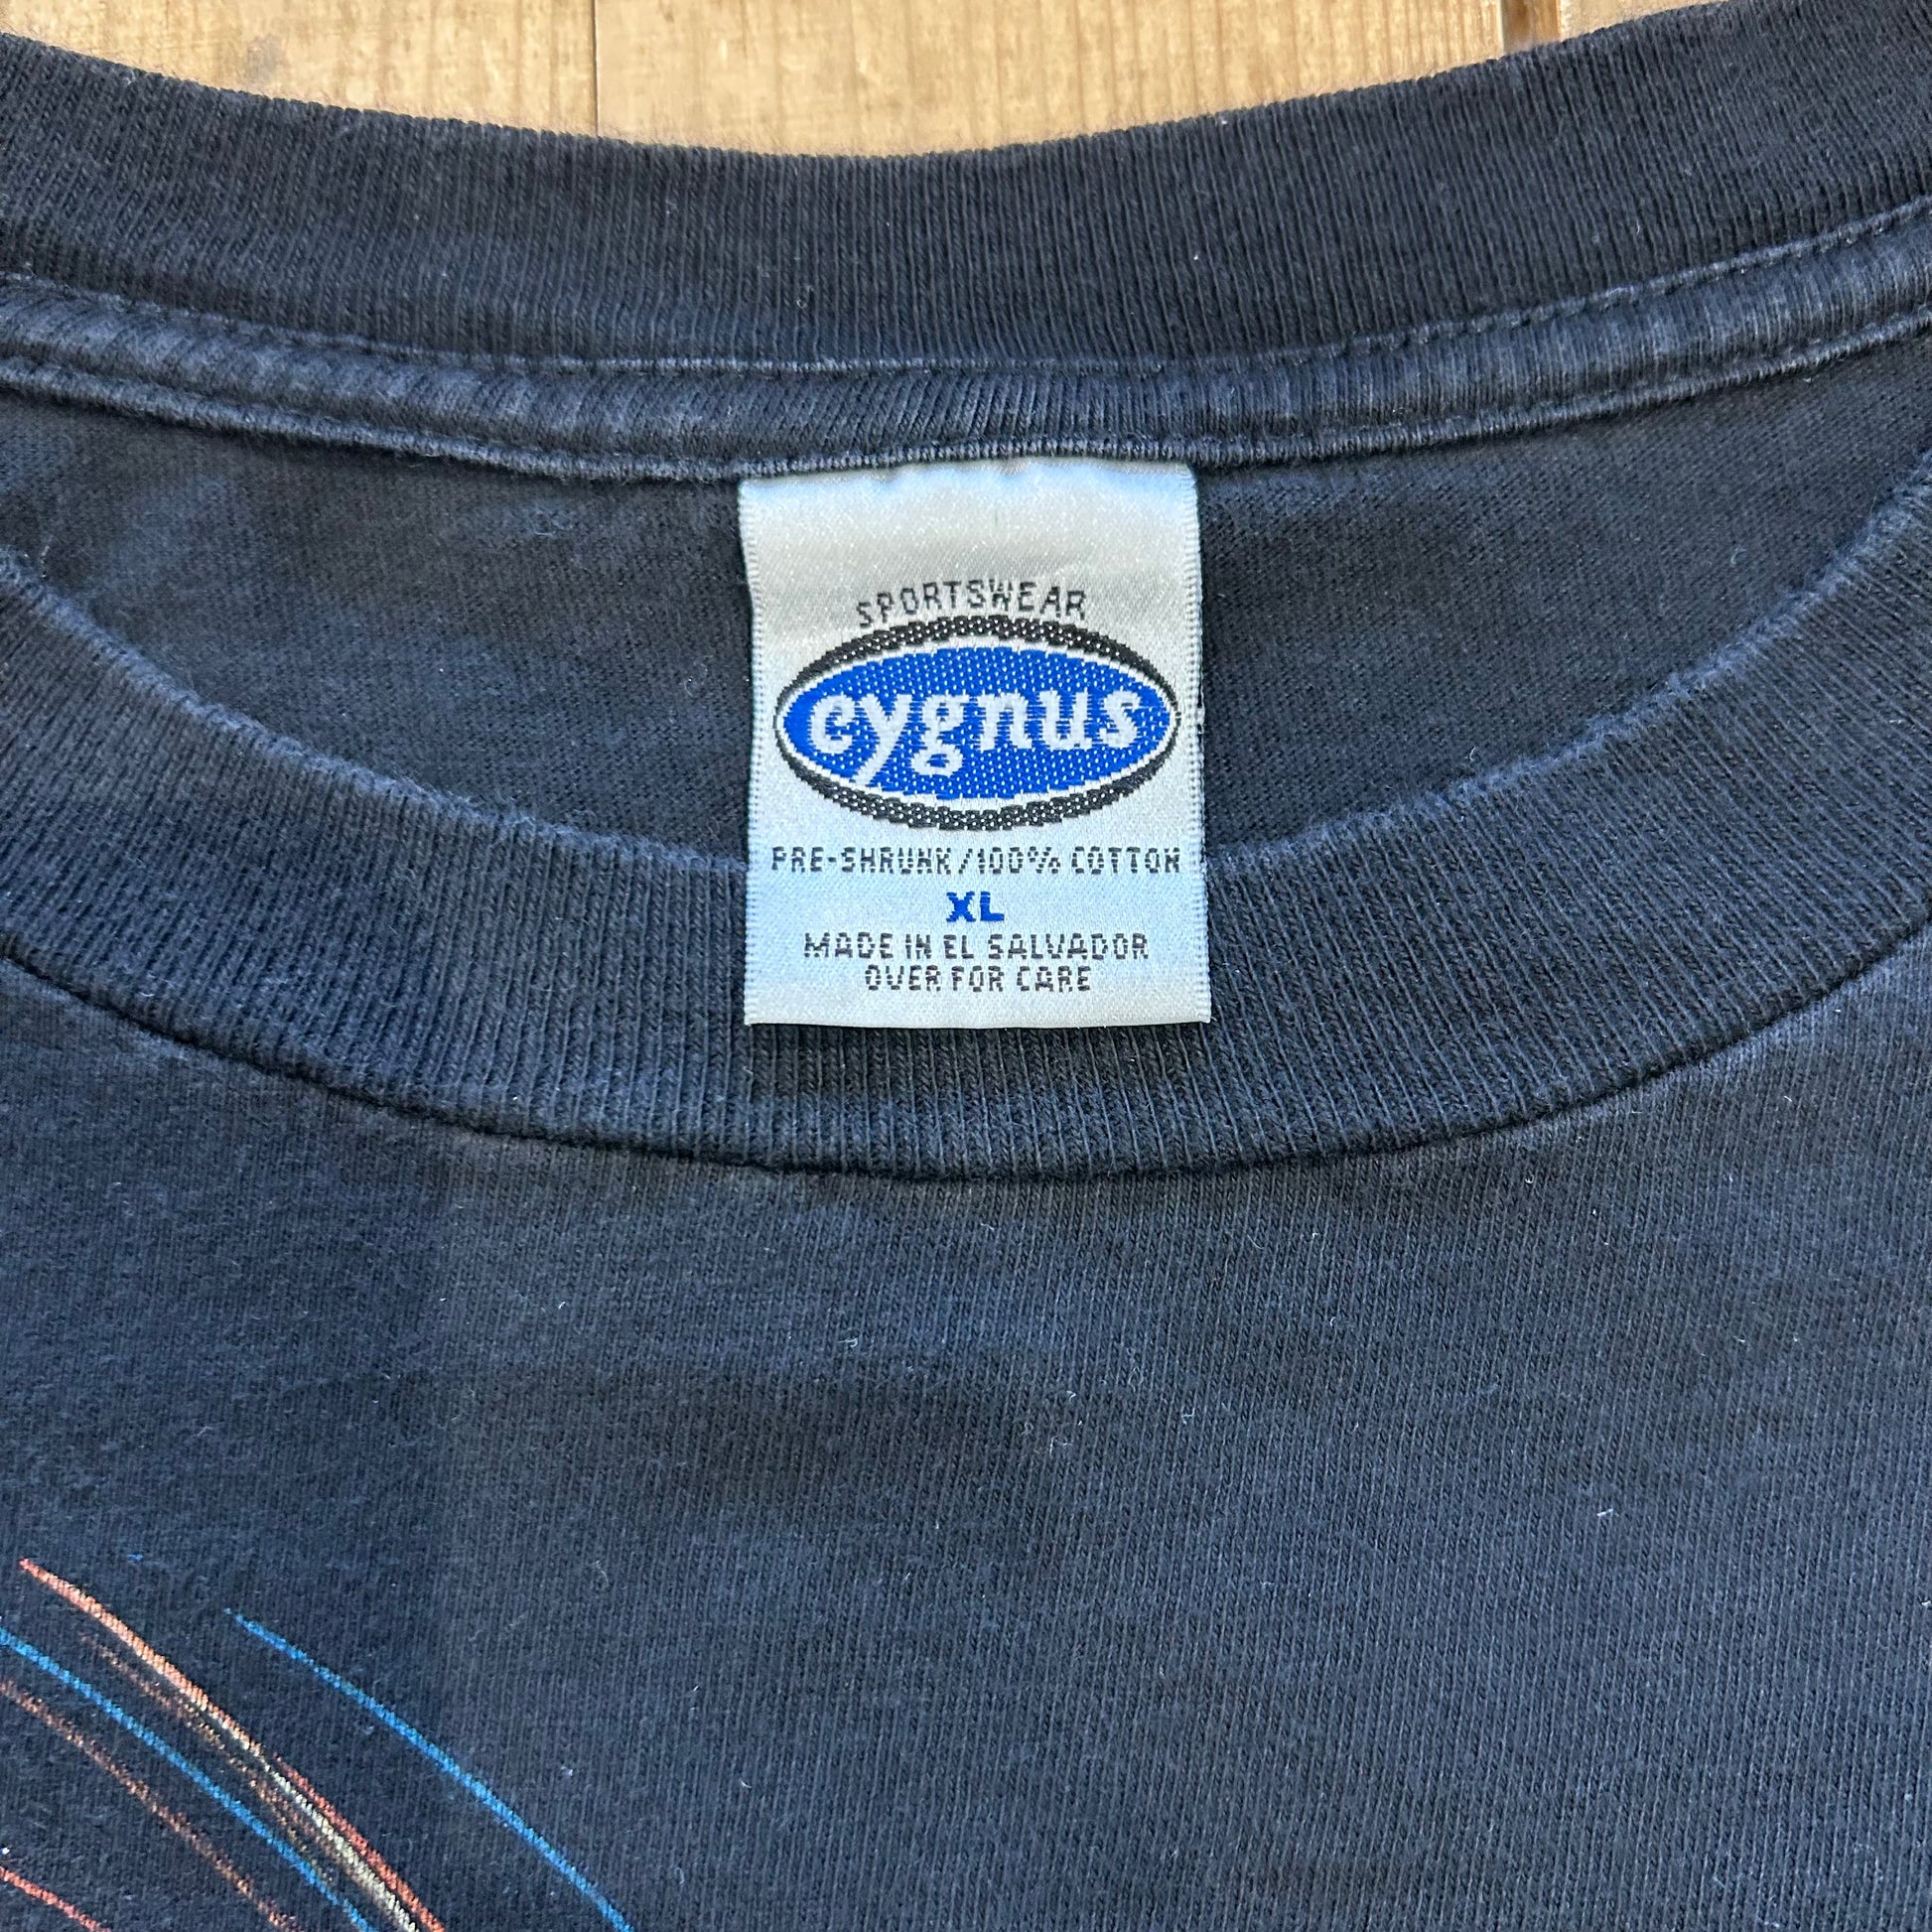 SPORTSWEAR
cygnus
PRE-SHRUNK/100% COTTON
XL
MADE IN EL SALVADOR
OVER FOR CARE